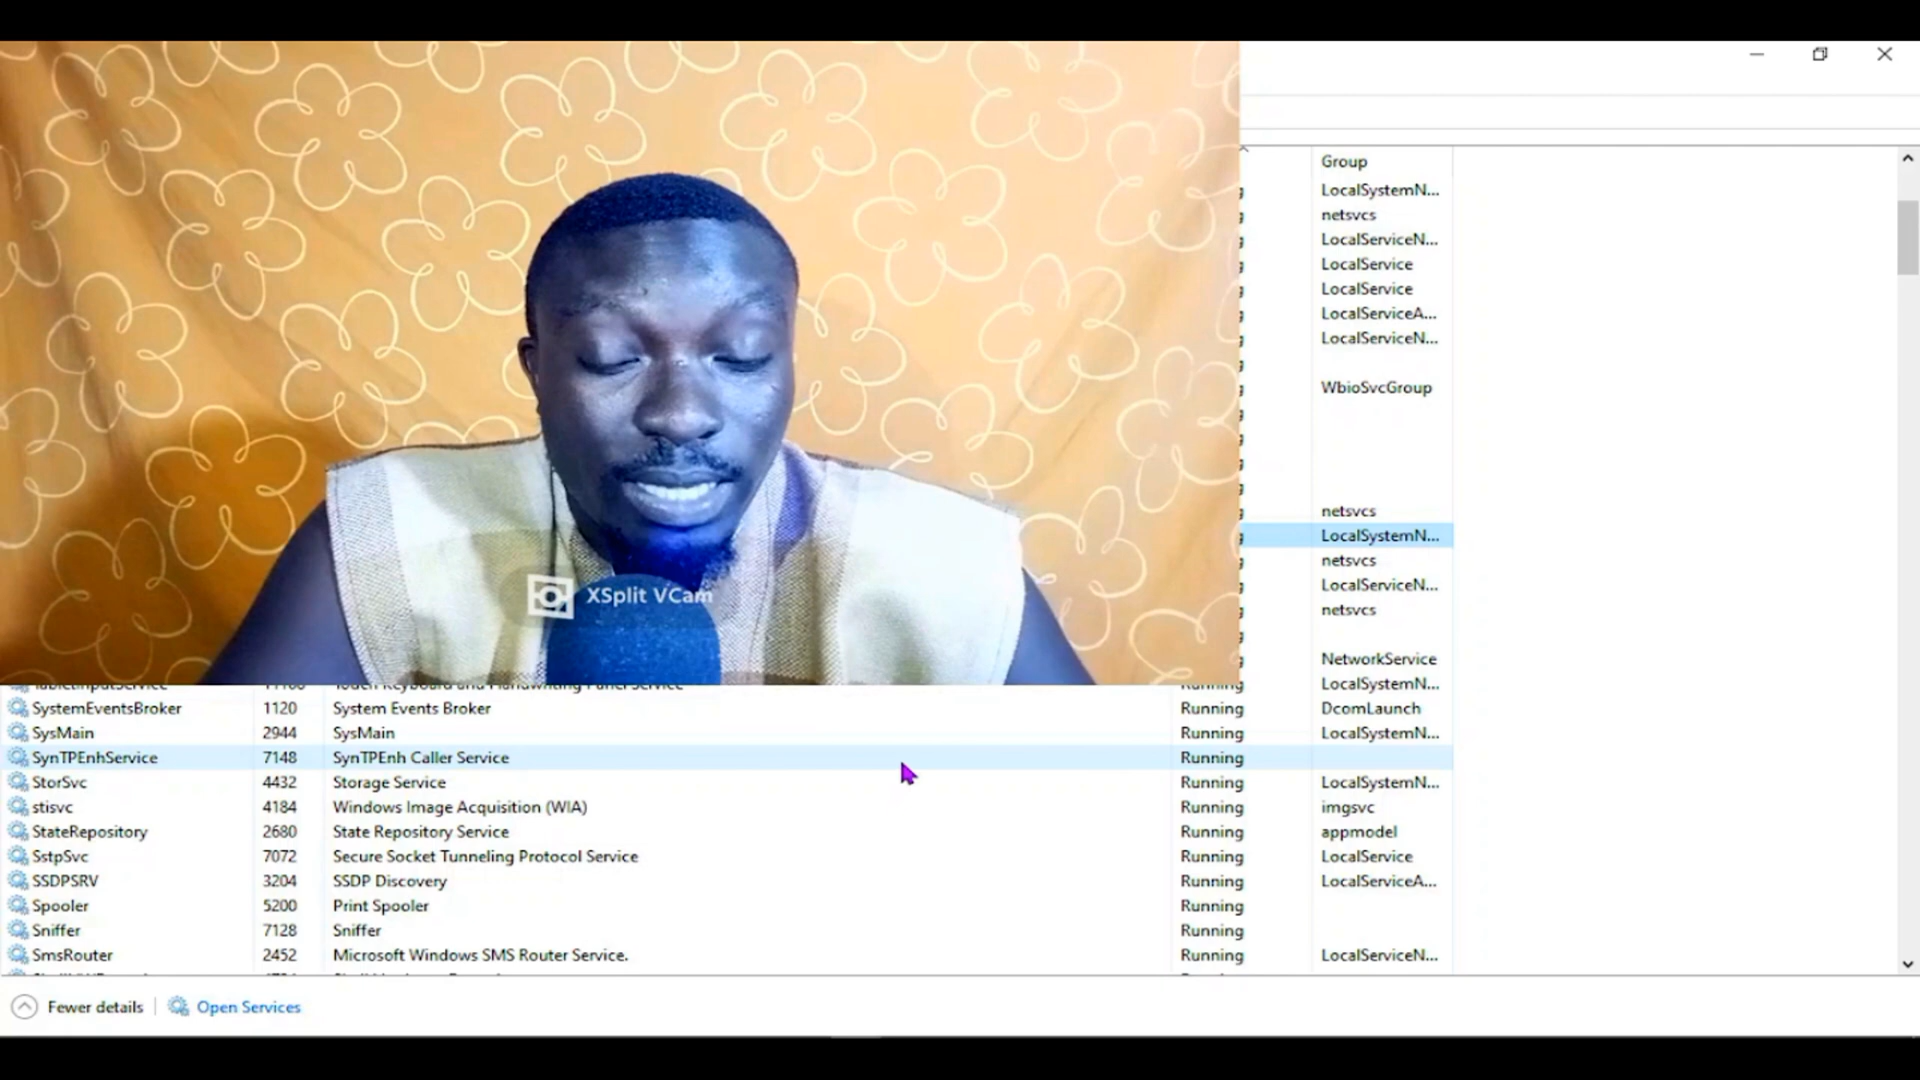 Group
LocalSystemN...
netsvcs
LocalServiceN...
LocalService
LocalService
LocalServiceA...
LocalServiceN...
WbioSvcGroup
netsvcs
LocalSystemN...
netsvcs
LocalServiceN...
netsvcs
XSplit VCam
NetworkService
Running LocalSystemN...
SystemEventsBroker 1120 System Events Broker Running DcomLaunch
SysMain 2944 SysMain Running LocalSystemN...
SynTPEnhService 7148 SynTPEnh Caller Service Running
StorSvc 4432 Storage Service Running LocalSystemN...
stisvc 4184 Windows Image Acquisition (WIA) Running imgsvc
StateRepository 2680 State Repository Service Running appmodel
SstpSvc 7072 Secure Socket Tunneling Protocol Service Running LocalService
SSDPSRV 3204 SSDP Discovery Running LocalServiceA...
Spooler 5200 Print Spooler Running
Sniffer 7128 Sniffer Running
SmsRouter 2452 Microsoft Windows SMS Router Service. Running LocalServiceN...
Fewer details Open Services